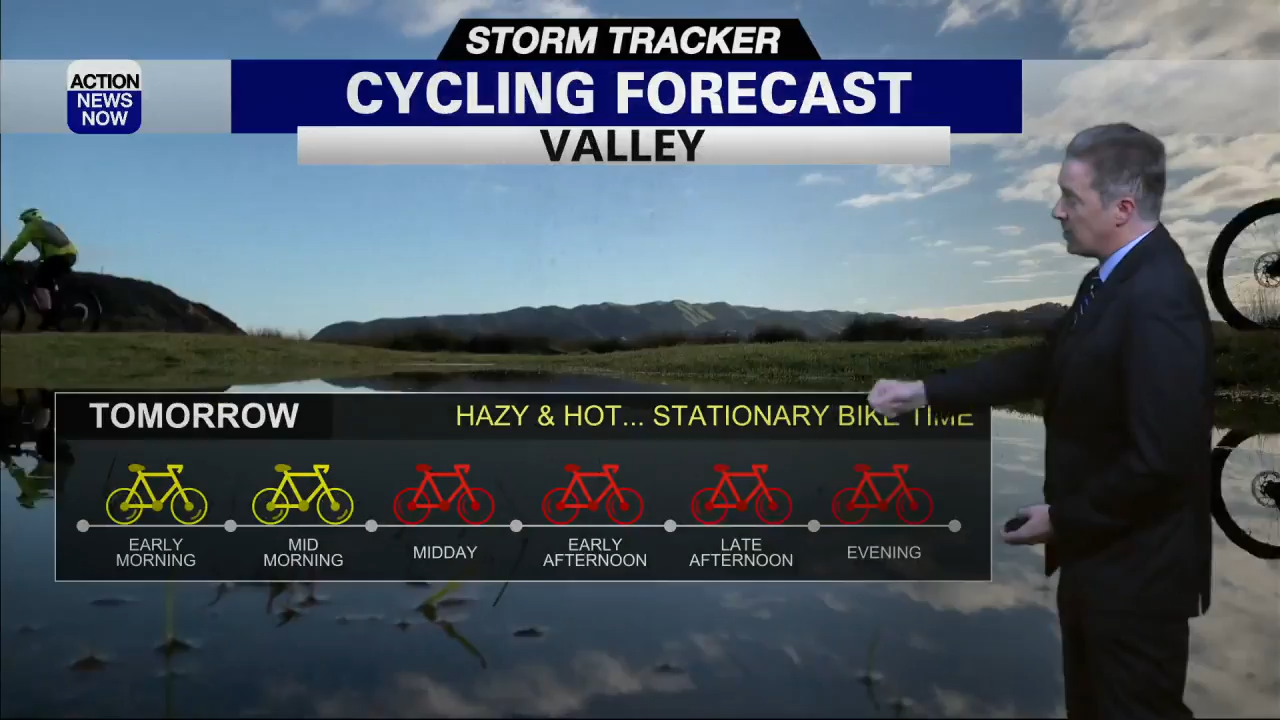 STORM TRACKER
ACTION
NEWS
NOW
CYCLING FORECAST
VALLEY
TOMORROW
HAZY & HOT... STATIONARY BIKE TIME
EARLY
MORNING
MID
MORNING
MIDDAY
EARLY
AFTERNOON
LATE
AFTERNOON
EVENING